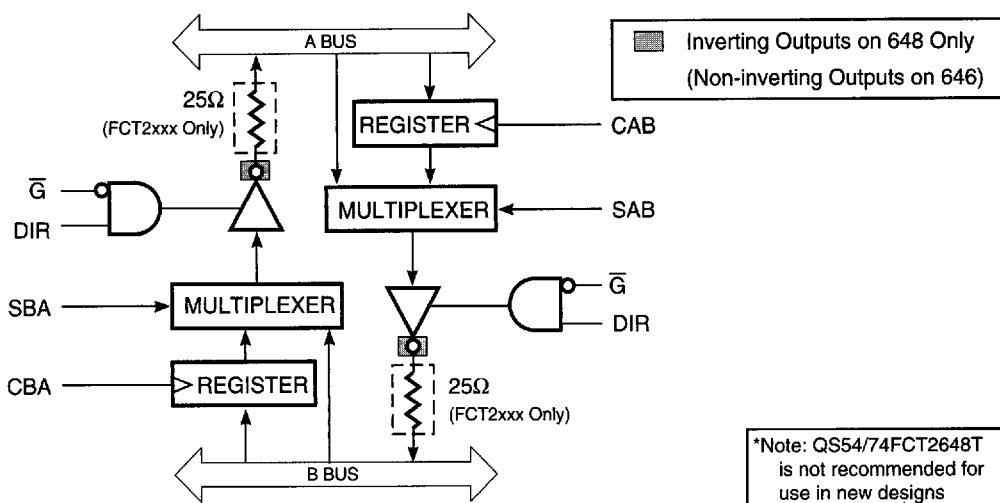 A BUS
Inverting Outputs on 648 Only
(Non-inverting Outputs on 646)
25Ω
(FCT2xxx Only)
REGISTER
CAB
G̅
DIR
MULTIPLEXER
SAB
SBA
MULTIPLEXER
G̅
DIR
CBA
REGISTER
25Ω
(FCT2xxx Only)
B BUS
*Note: QS54/74FCT2648T
is not recommended for
use in new designs